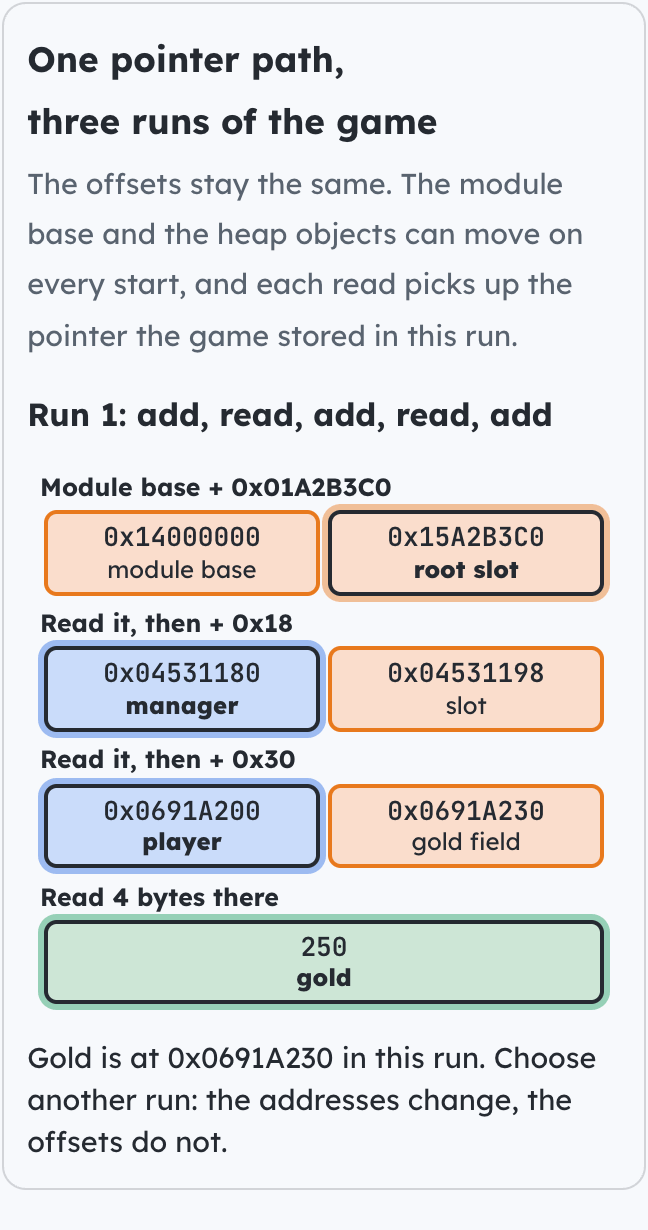 One pointer path,
three runs of the game
The offsets stay the same. The module
base and the heap objects can move on
every start, and each read picks up the
pointer the game stored in this run.
Run 1: add, read, add, read, add
Module base + 0x01A2B3C0
0x14000000 0x15A2B3C0
module base root slot
Read it, then + 0x18
0x04531180 0x04531198
manager slot
Read it, then + 0x30
0x0691A200 0x0691A230
player gold field
Read 4 bytes there
250
gold
Gold is at 0x0691A230 in this run. Choose
another run: the addresses change, the
offsets do not.